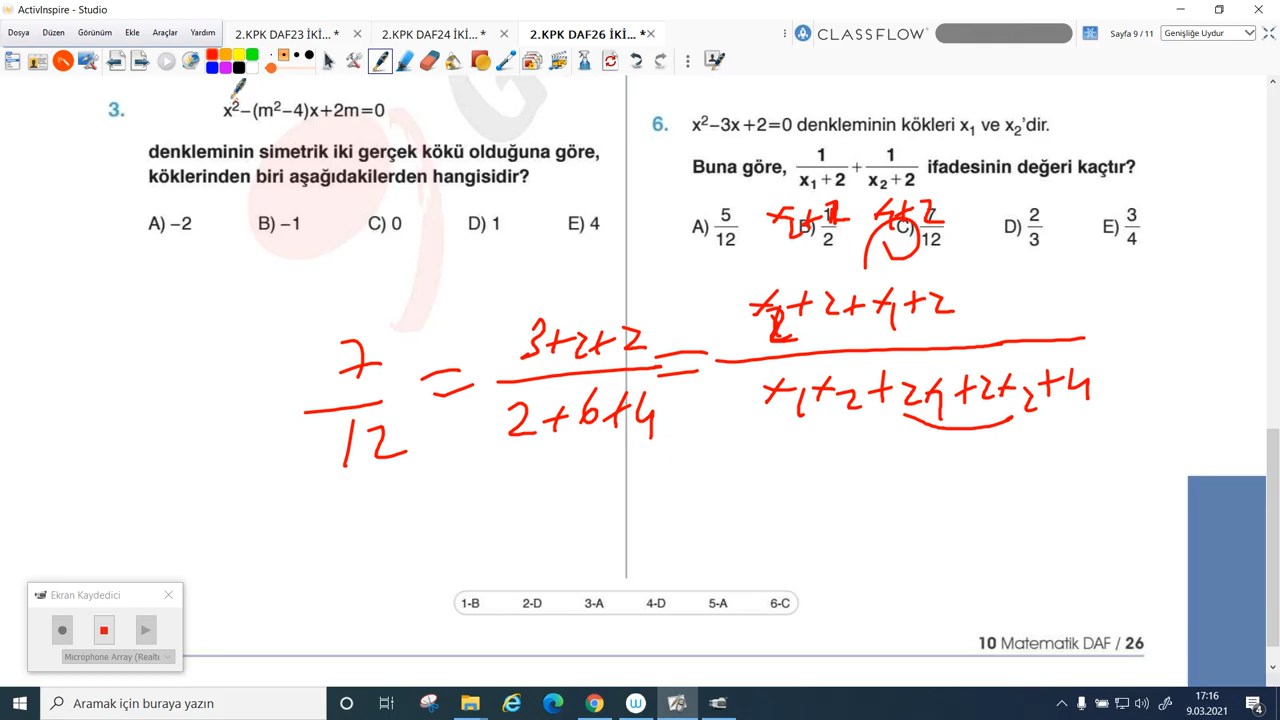 ActivInspire - Studio
Dosya Düzen Görünüm Ekle Araçlar Yardım
2.KPK DAF23 İKİ... *
2.KPK DAF24 İKİ... *
2.KPK DAF26 İKİ... *
CLASSFLOW
Sayfa 9 / 11
Genişliğe Uydur
3. x²−(m²−4)x+2m=0
denkleminin simetrik iki gerçek kökü olduğuna göre,
köklerinden biri aşağıdakilerden hangisidir?
A) −2 B) −1 C) 0 D) 1 E) 4
6. x²−3x+2=0 denkleminin kökleri x₁ ve x₂'dir.
Buna göre, 1/(x₁+2) + 1/(x₂+2) ifadesinin değeri kaçtır?
x₂+2 x₁+2
A) 5/12 B) 1/2 C) 7/12 D) 2/3 E) 3/4
7/12 = (3+2+2)/(2+6+4) = (x₂+2+x₁+2)/(x₁x₂+2x₁+2x₂+4)
1-B 2-D 3-A 4-D 5-A 6-C
10 Matematik DAF / 26
Ekran Kaydedici
Microphone Array (Realt
Aramak için buraya yazın
17:16
9.03.2021
4